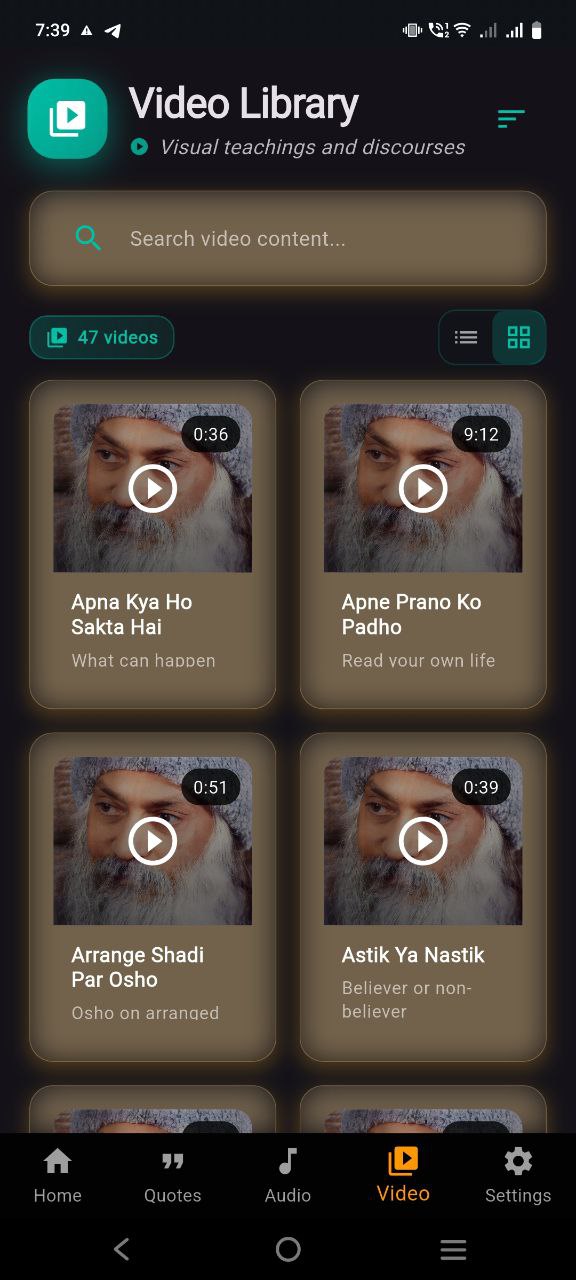 7:39
Video Library
Visual teachings and discourses
Search video content...
47 videos
0:36
9:12
Apna Kya Ho
Sakta Hai
What can happen
Apne Prano Ko
Padho
Read your own life
0:51
0:39
Arrange Shadi
Par Osho
Osho on arranged
Astik Ya Nastik
Believer or non-
believer
Home
Quotes
Audio
Video
Settings